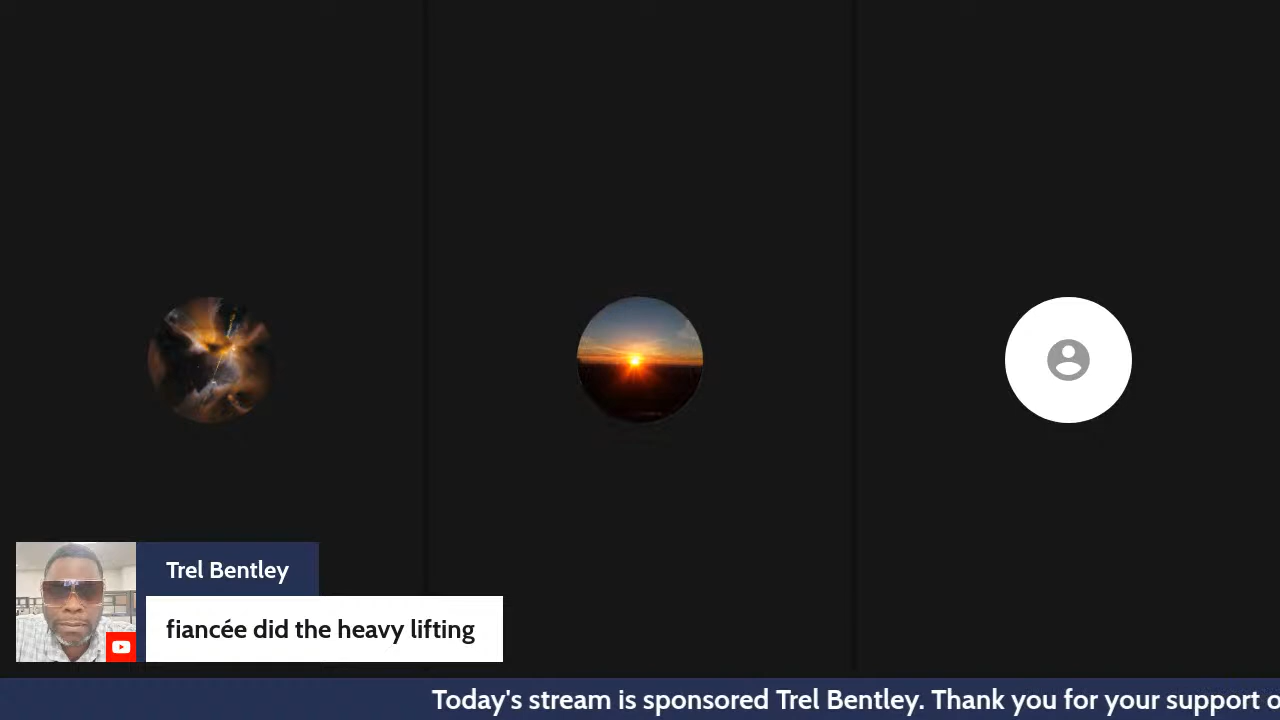 Trel Bentley
fiancée did the heavy lifting
Today's stream is sponsored Trel Bentley. Thank you for your support